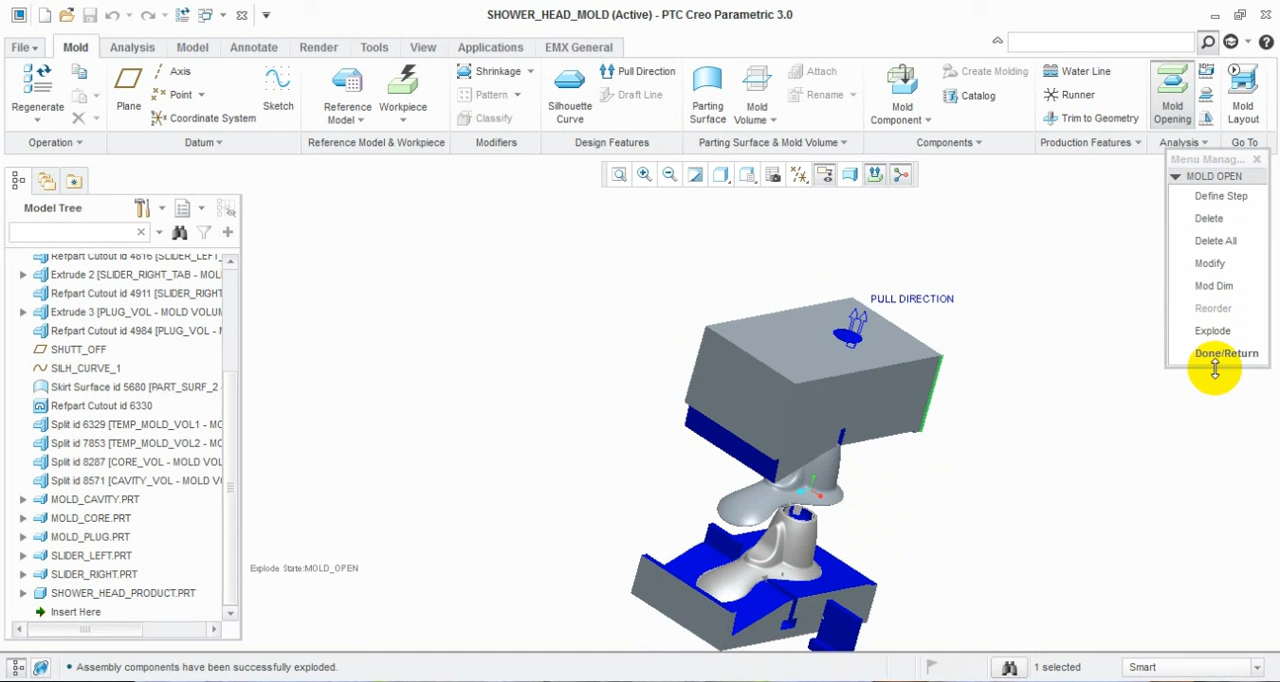 SHOWER_HEAD_MOLD (Active) - PTC Creo Parametric 3.0
File Mold Analysis Model Annotate Render Tools View Applications EMX General
Regenerate
Operation
Plane
Axis
Point
Coordinate System
Sketch
Datum
Reference Model
Workpiece
Reference Model & Workpiece
Shrinkage
Pattern
Classify
Modifiers
Silhouette Curve
Pull Direction
Draft Line
Design Features
Parting Surface
Mold Volume
Attach
Rename
Parting Surface & Mold Volume
Mold Component
Create Molding
Catalog
Components
Water Line
Runner
Trim to Geometry
Production Features
Mold Opening
Analysis
Mold Layout
Go To
Menu Manag...
MOLD OPEN
Define Step
Delete
Delete All
Modify
Mod Dim
Reorder
Explode
Done/Return
Model Tree
Refpart Cutout id 4816 [SLIDER_LEFT_
Extrude 2 [SLIDER_RIGHT_TAB - MOL
Refpart Cutout id 4911 [SLIDER_RIGHT
Extrude 3 [PLUG_VOL - MOLD VOLUM
Refpart Cutout id 4984 [PLUG_VOL -
SHUTT_OFF
SILH_CURVE_1
Skirt Surface id 5680 [PART_SURF_2 -
Refpart Cutout id 6330
Split id 6329 [TEMP_MOLD_VOL1 - M
Split id 7853 [TEMP_MOLD_VOL2 - M
Split id 8287 [CORE_VOL - MOLD VOL
Split id 8571 [CAVITY_VOL - MOLD V
MOLD_CAVITY.PRT
MOLD_CORE.PRT
MOLD_PLUG.PRT
SLIDER_LEFT.PRT
SLIDER_RIGHT.PRT
SHOWER_HEAD_PRODUCT.PRT
Insert Here
PULL DIRECTION
Explode State:MOLD_OPEN
• Assembly components have been successfully exploded.
1 selected
Smart